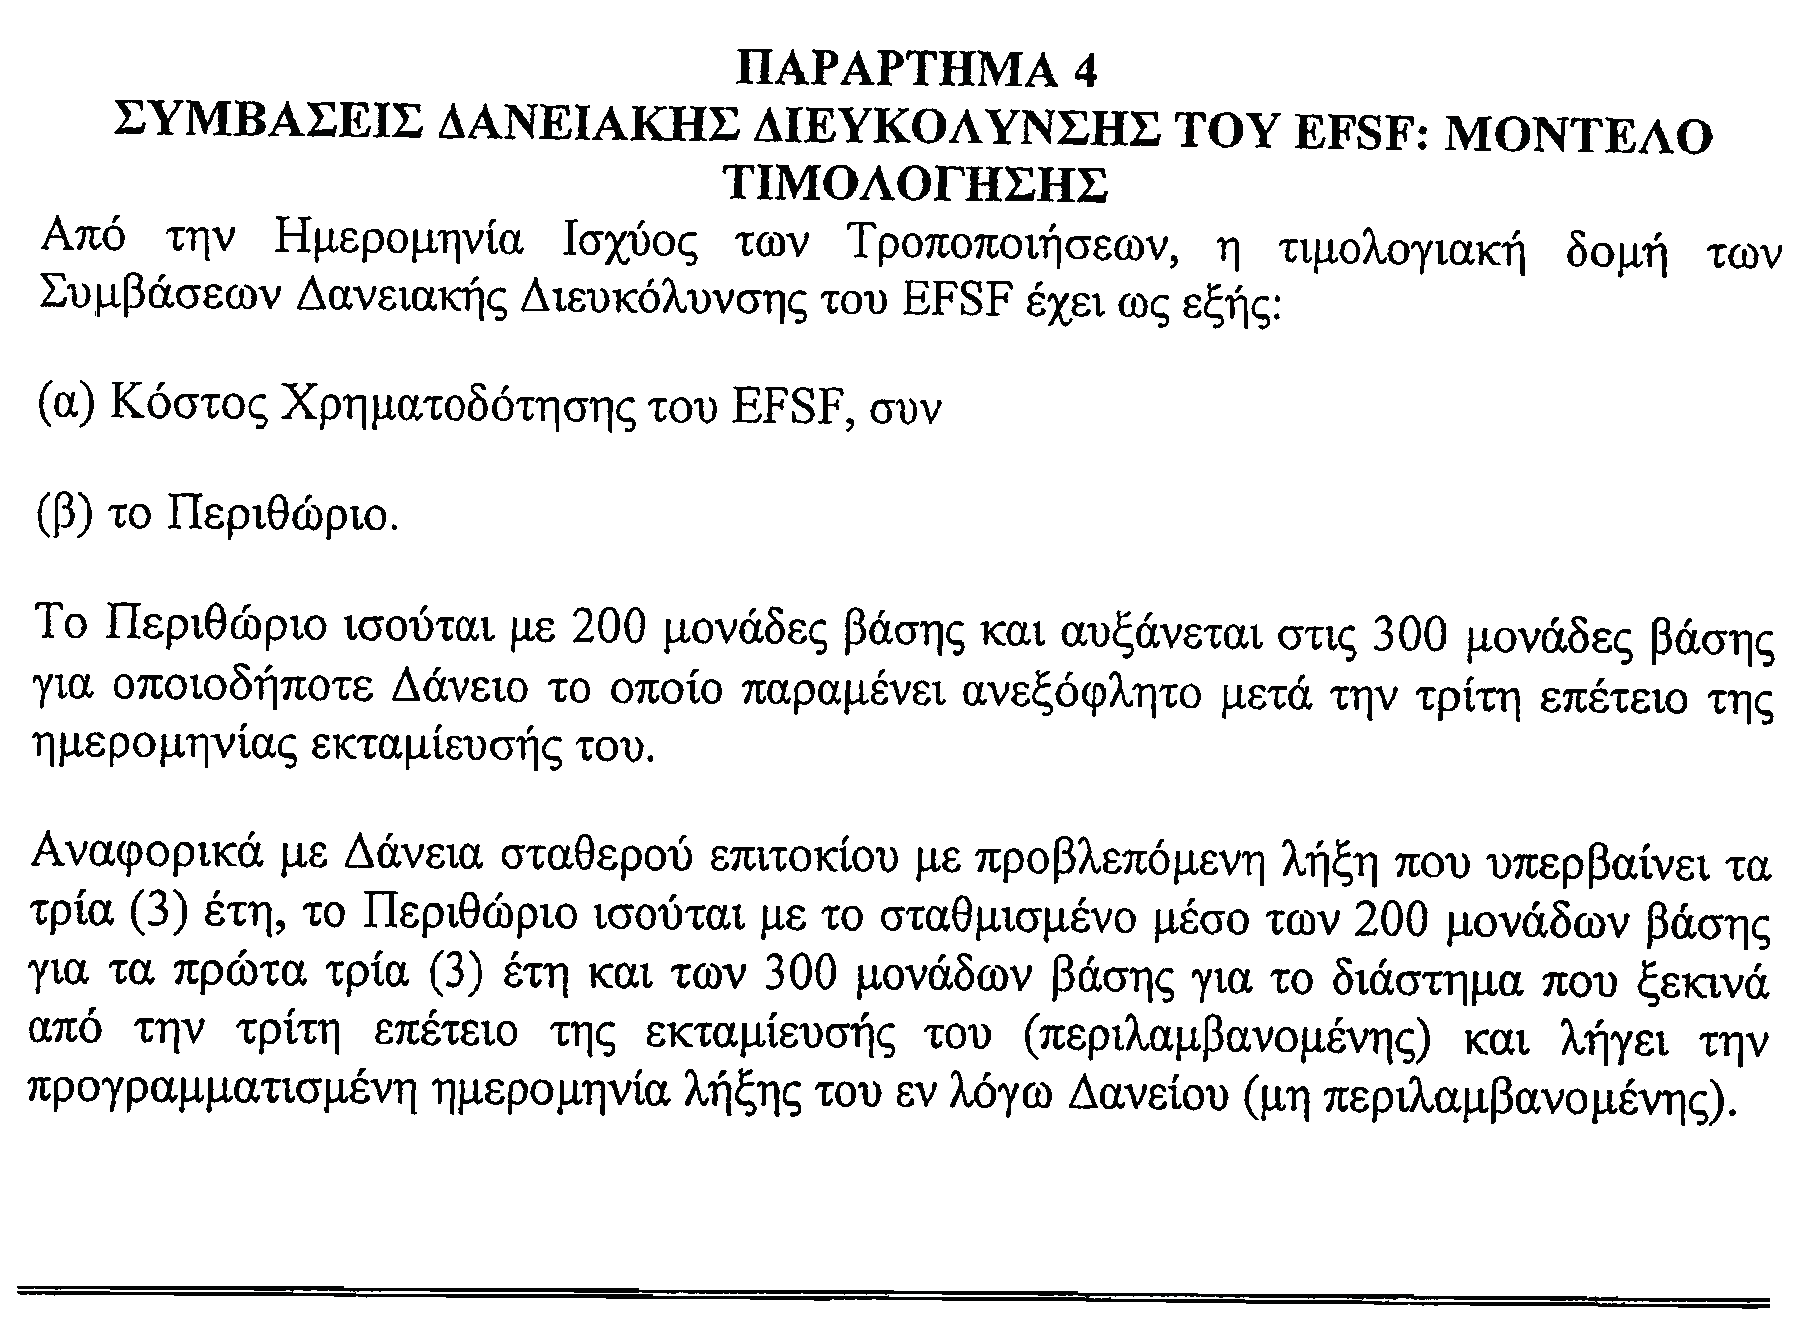 ΠΑΡΑΡΤΗΜΑ 4
ΣΥΜΒΑΣΕΙΣ ΔΑΝΕΙΑΚΗΣ ΔΙΕΥΚΟΛΥΝΣΗΣ ΤΟΥ EFSF: ΜΟΝΤΕΛΟ
ΤΙΜΟΛΟΓΗΣΗΣ
Από την Ημερομηνία Ισχύος των Τροποποιήσεων, η τιμολογιακή δομή των
Συμβάσεων Δανειακής Διευκόλυνσης του EFSF έχει ως εξής:
(α) Κόστος Χρηματοδότησης του EFSF, συν
(β) το Περιθώριο.
Το Περιθώριο ισούται με 200 μονάδες βάσης και αυξάνεται στις 300 μονάδες βάσης
για οποιοδήποτε Δάνειο το οποίο παραμένει ανεξόφλητο μετά την τρίτη επέτειο της
ημερομηνίας εκταμίευσής του.
Αναφορικά με Δάνεια σταθερού επιτοκίου με προβλεπόμενη λήξη που υπερβαίνει τα
τρία (3) έτη, το Περιθώριο ισούται με το σταθμισμένο μέσο των 200 μονάδων βάσης
για τα πρώτα τρία (3) έτη και των 300 μονάδων βάσης για το διάστημα που ξεκινά
από την τρίτη επέτειο της εκταμίευσής του (περιλαμβανομένης) και λήγει την
προγραμματισμένη ημερομηνία λήξης του εν λόγω Δανείου (μη περιλαμβανομένης).